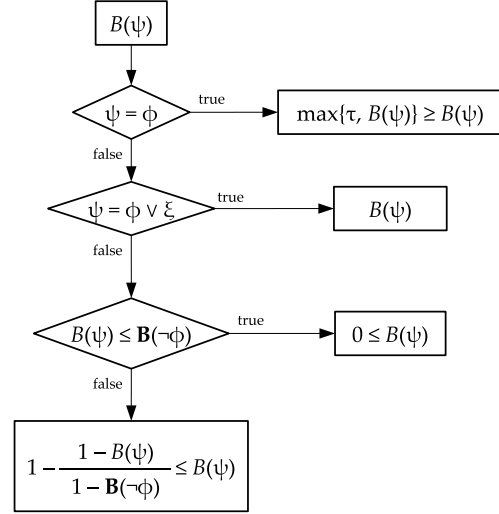 B(ψ)
true
ψ = ϕ
max{τ, B(ψ)} ≥ B(ψ)
false
true
ψ = ϕ ∨ ξ
B(ψ)
false
true
B(ψ) ≤ B(¬ϕ)
0 ≤ B(ψ)
false
1 − (1 − B(ψ))/(1 − B(¬ϕ)) ≤ B(ψ)